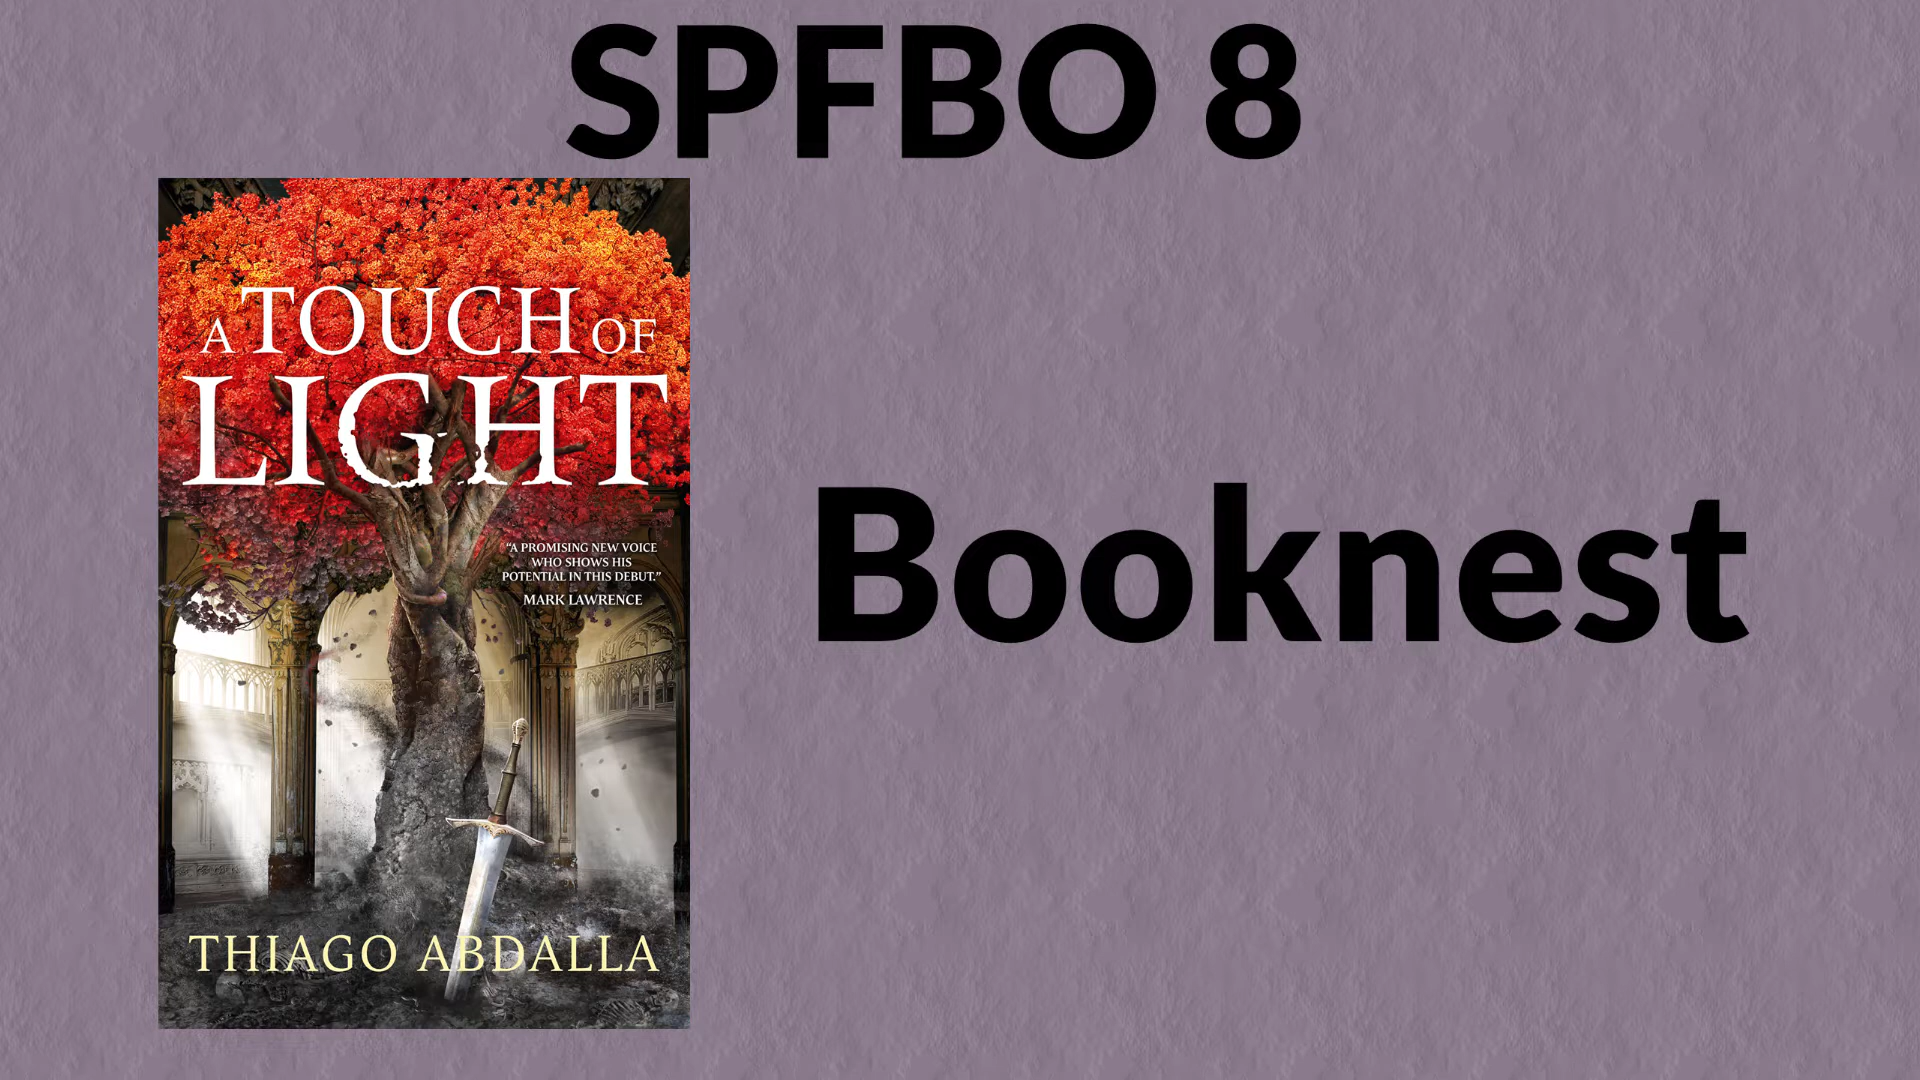 SPFBO 8
A TOUCH OF
LIGHT
“A PROMISING NEW VOICE
WHO SHOWS HIS
POTENTIAL IN THIS DEBUT.”
MARK LAWRENCE
Booknest
THIAGO ABDALLA